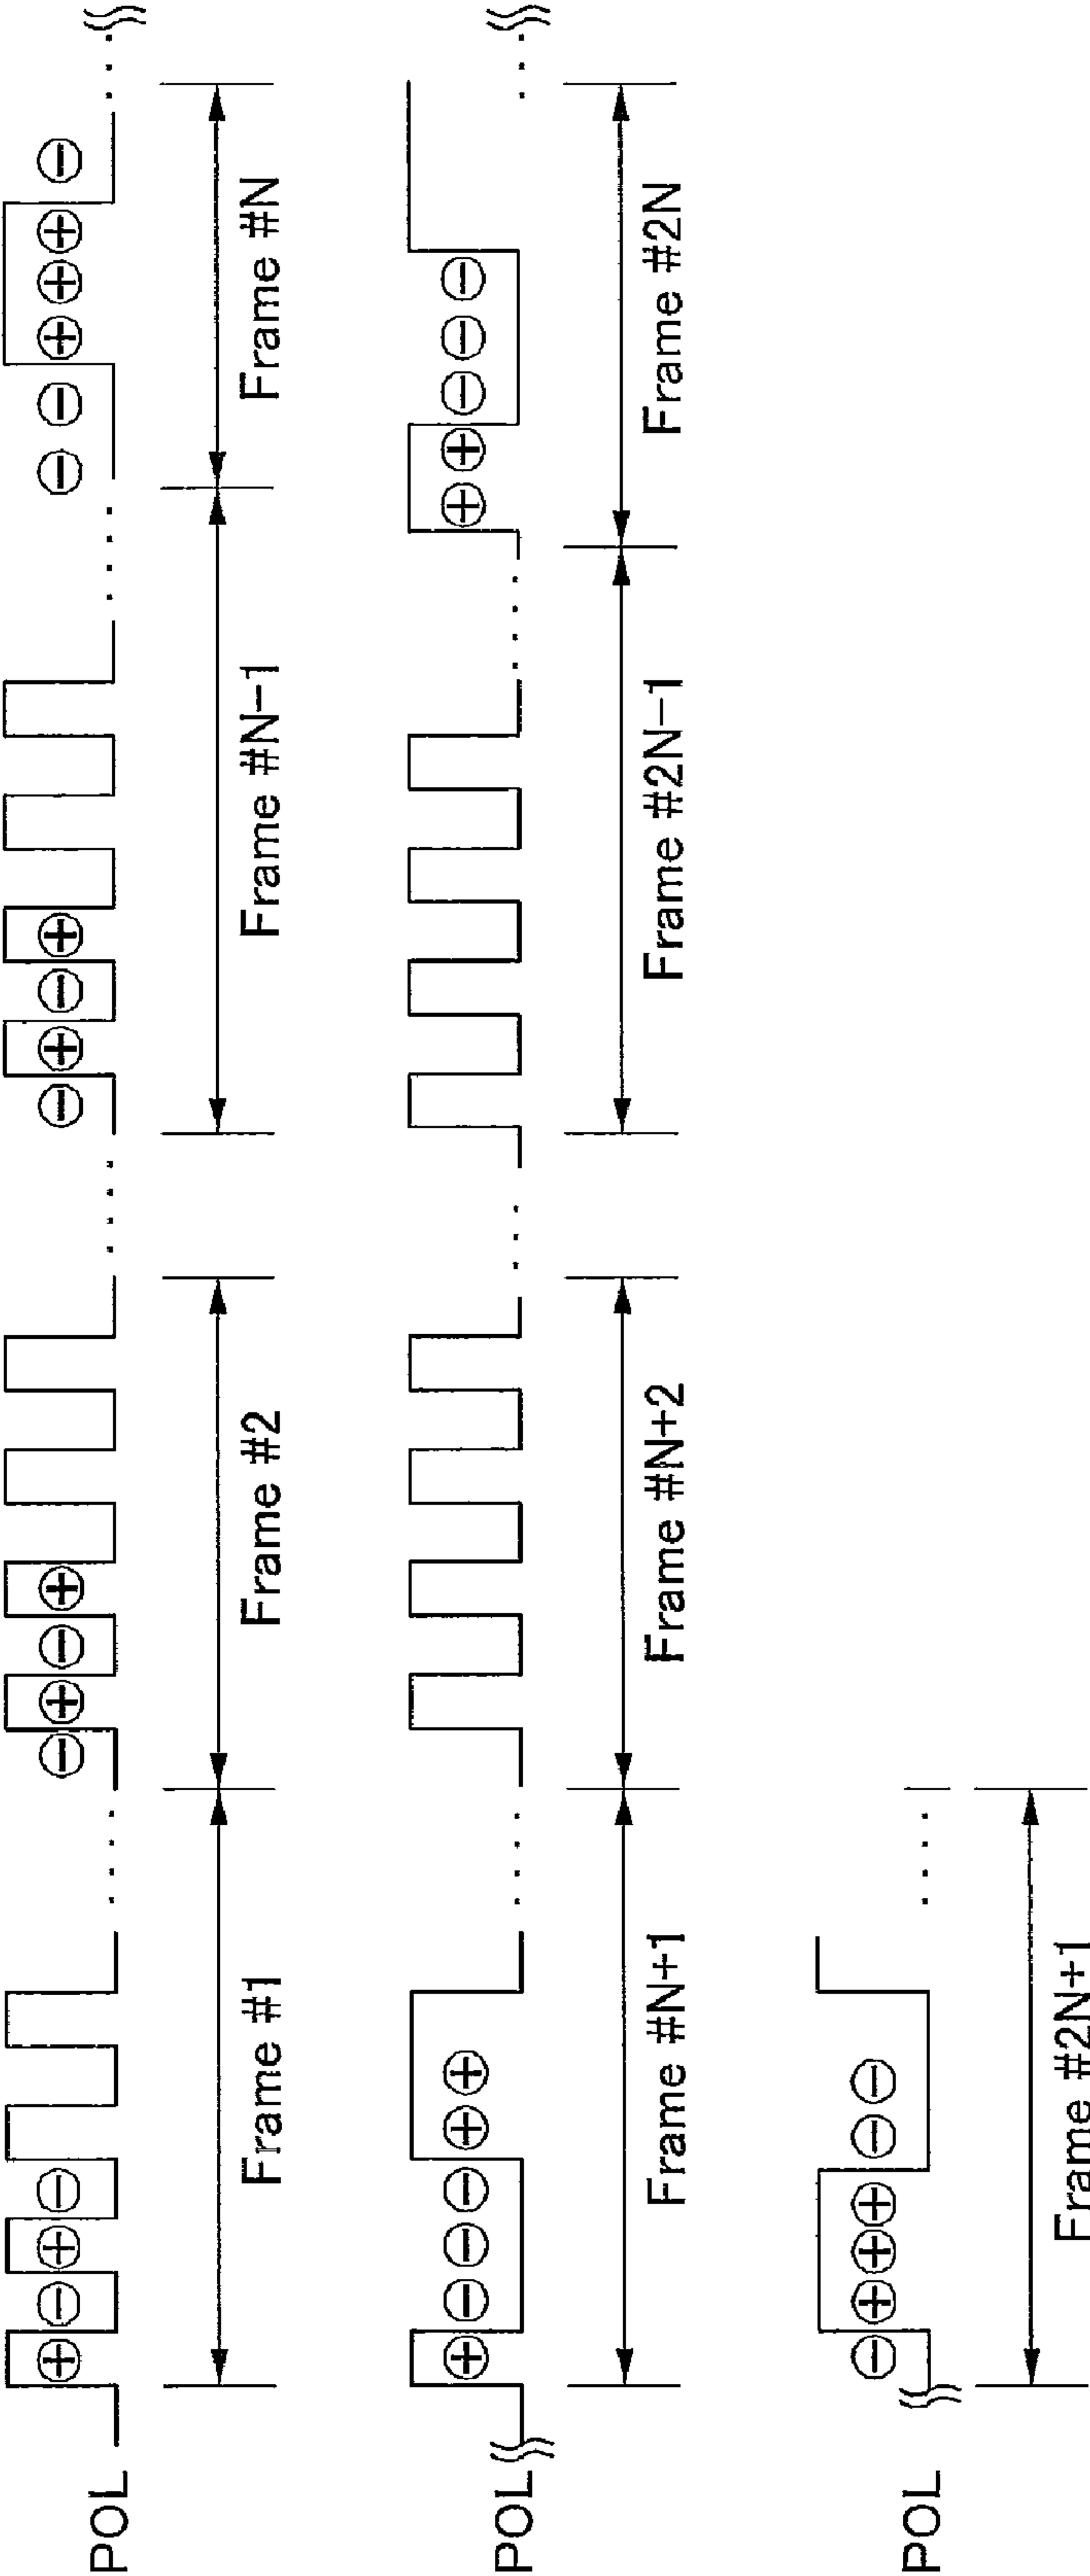 POL
⊕ ⊖ ⊕ ⊖ .... ⊖ ⊕ ⊖ ⊕ .... ⊖ ⊕ ⊖ ⊕ .... ⊖ ⊖ ⊕ ⊕ ⊕ ⊖ ...
Frame #1 Frame #2 Frame #N-1 Frame #N
POL
⊕ ⊖ ⊖ ⊖ ⊕ ⊕ .... ... .... ⊕ ⊕ ⊖ ⊖ ⊖ ...
Frame #N+1 Frame #N+2 Frame #2N-1 Frame #2N
POL
⊖ ⊕ ⊕ ⊕ ⊖ ⊖ ....
Frame #2N+1